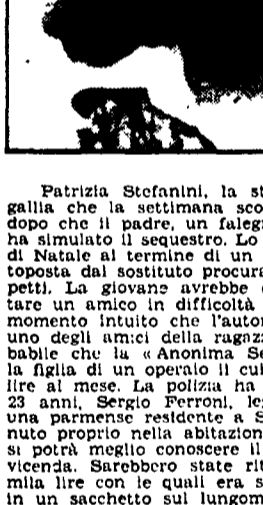 Patrizia Stefanini, la st
gallia che la settimana sco
dopo che il padre, un faleg
ha simulato il sequestro. Lo
di Natale al termine di un
toposta dal sostituto procura
petti. La giovane avrebbe
tare un amico in difficoltà
momento intuito che l'autor
uno degli amici della ragaz
babile che la « Anonima Se
la figlia di un operaio il cui
lire al mese. La polizia ha
23 anni, Sergio Ferroni, le
una parmense residente a S
nuto proprio nella abitazion
si potrà meglio conoscere il
vicenda. Sarebbero state rit
mila lire con le quali era s
in un sacchetto sul lungom